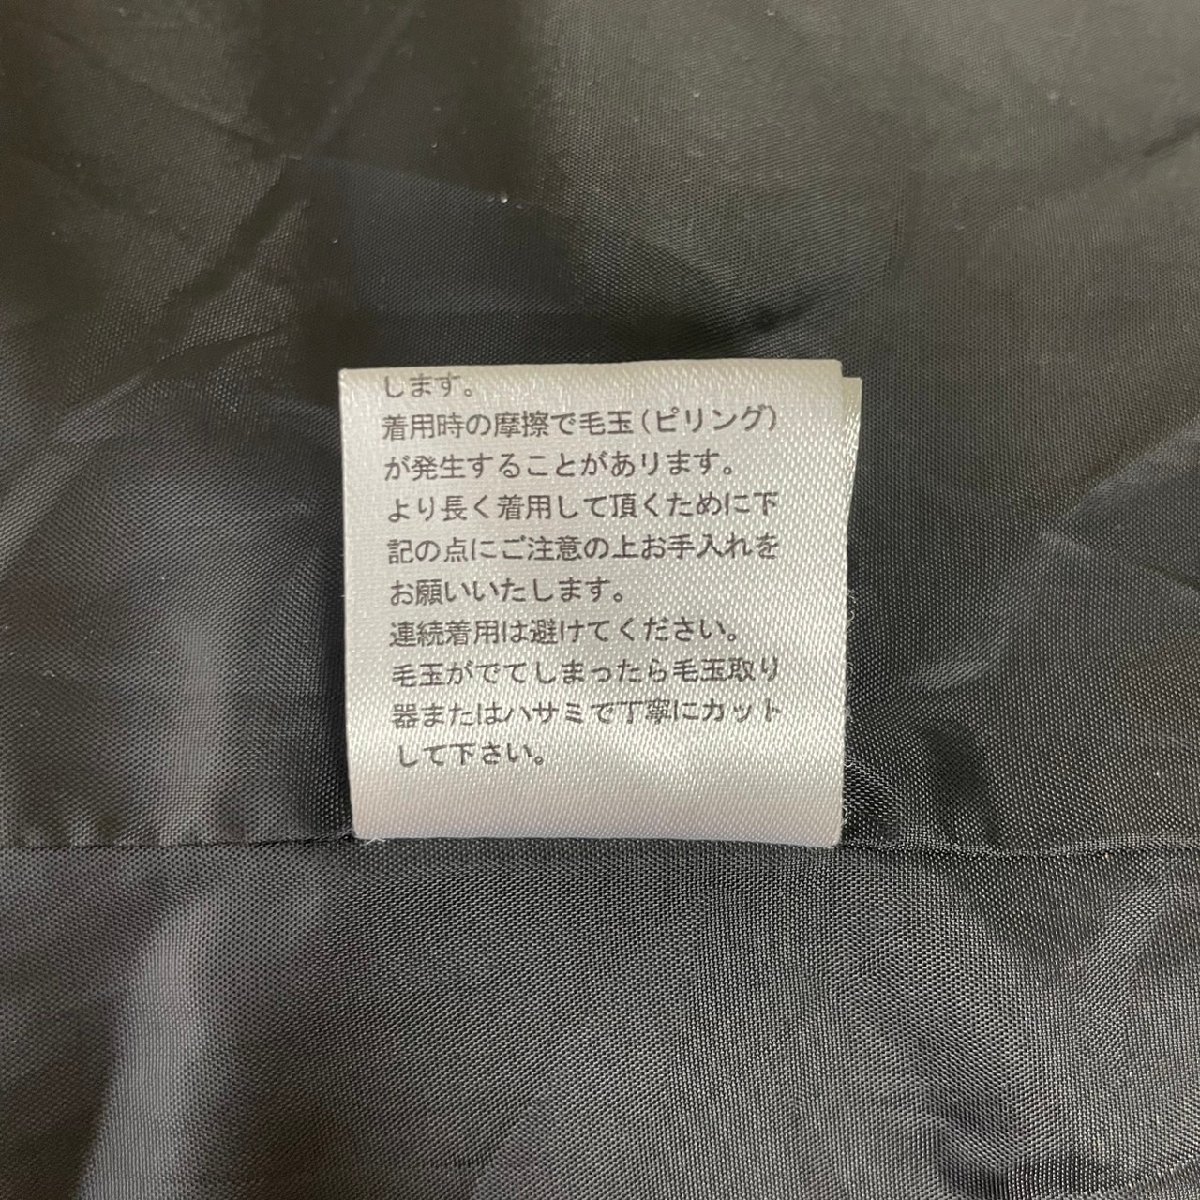 します。
着用時の摩擦で毛玉(ピリング)
が発生することがあります。
より長く着用して頂くために下
記の点にご注意の上お手入れを
お願いいたします。
連続着用は避けてください。
毛玉がでてしまったら毛玉取り
器またはハサミで丁寧にカット
して下さい。